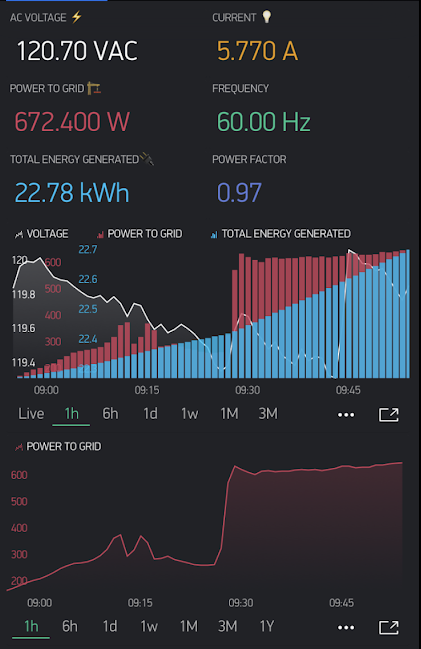 AC VOLTAGE CURRENT
120.70 VAC 5.770 A
POWER TO GRID FREQUENCY
672.400 W 60.00 Hz
TOTAL ENERGY GENERATED POWER FACTOR
22.78 kWh 0.97
VOLTAGE POWER TO GRID TOTAL ENERGY GENERATED
120 600 22.7
119.8 500 22.6
400 22.5
119.6 300 22.4
119.4
09:00 09:15 09:30 09:45
Live 1h 6h 1d 1w 1M 3M •••
POWER TO GRID
600
500
400
300
200
09:00 09:15 09:30 09:45
1h 6h 1d 1w 1M 3M 1Y •••